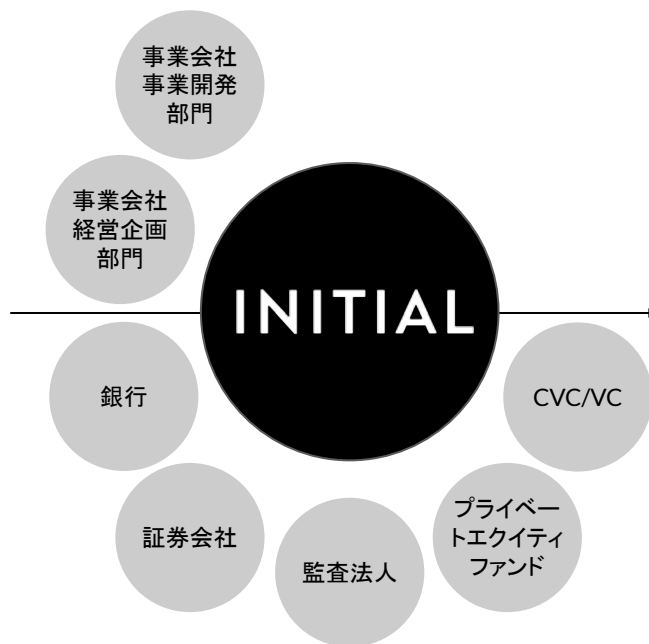 事業会社
事業開発
部門
事業会社
経営企画
部門
INITIAL
銀行
CVC/VC
証券会社
監査法人
プライベー
トエクイティ
ファンド